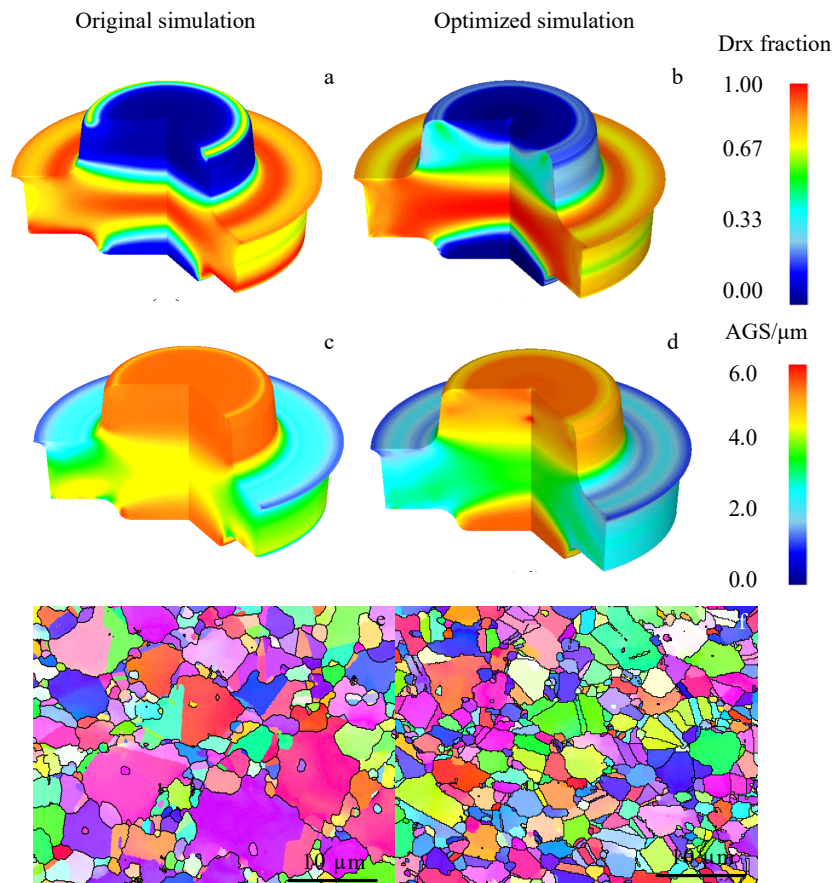 Original simulation
Optimized simulation
Drx fraction
a
b
1.00
0.67
0.33
0.00
AGS/μm
c
d
6.0
4.0
2.0
0.0
e
f
10 μm
10 μm